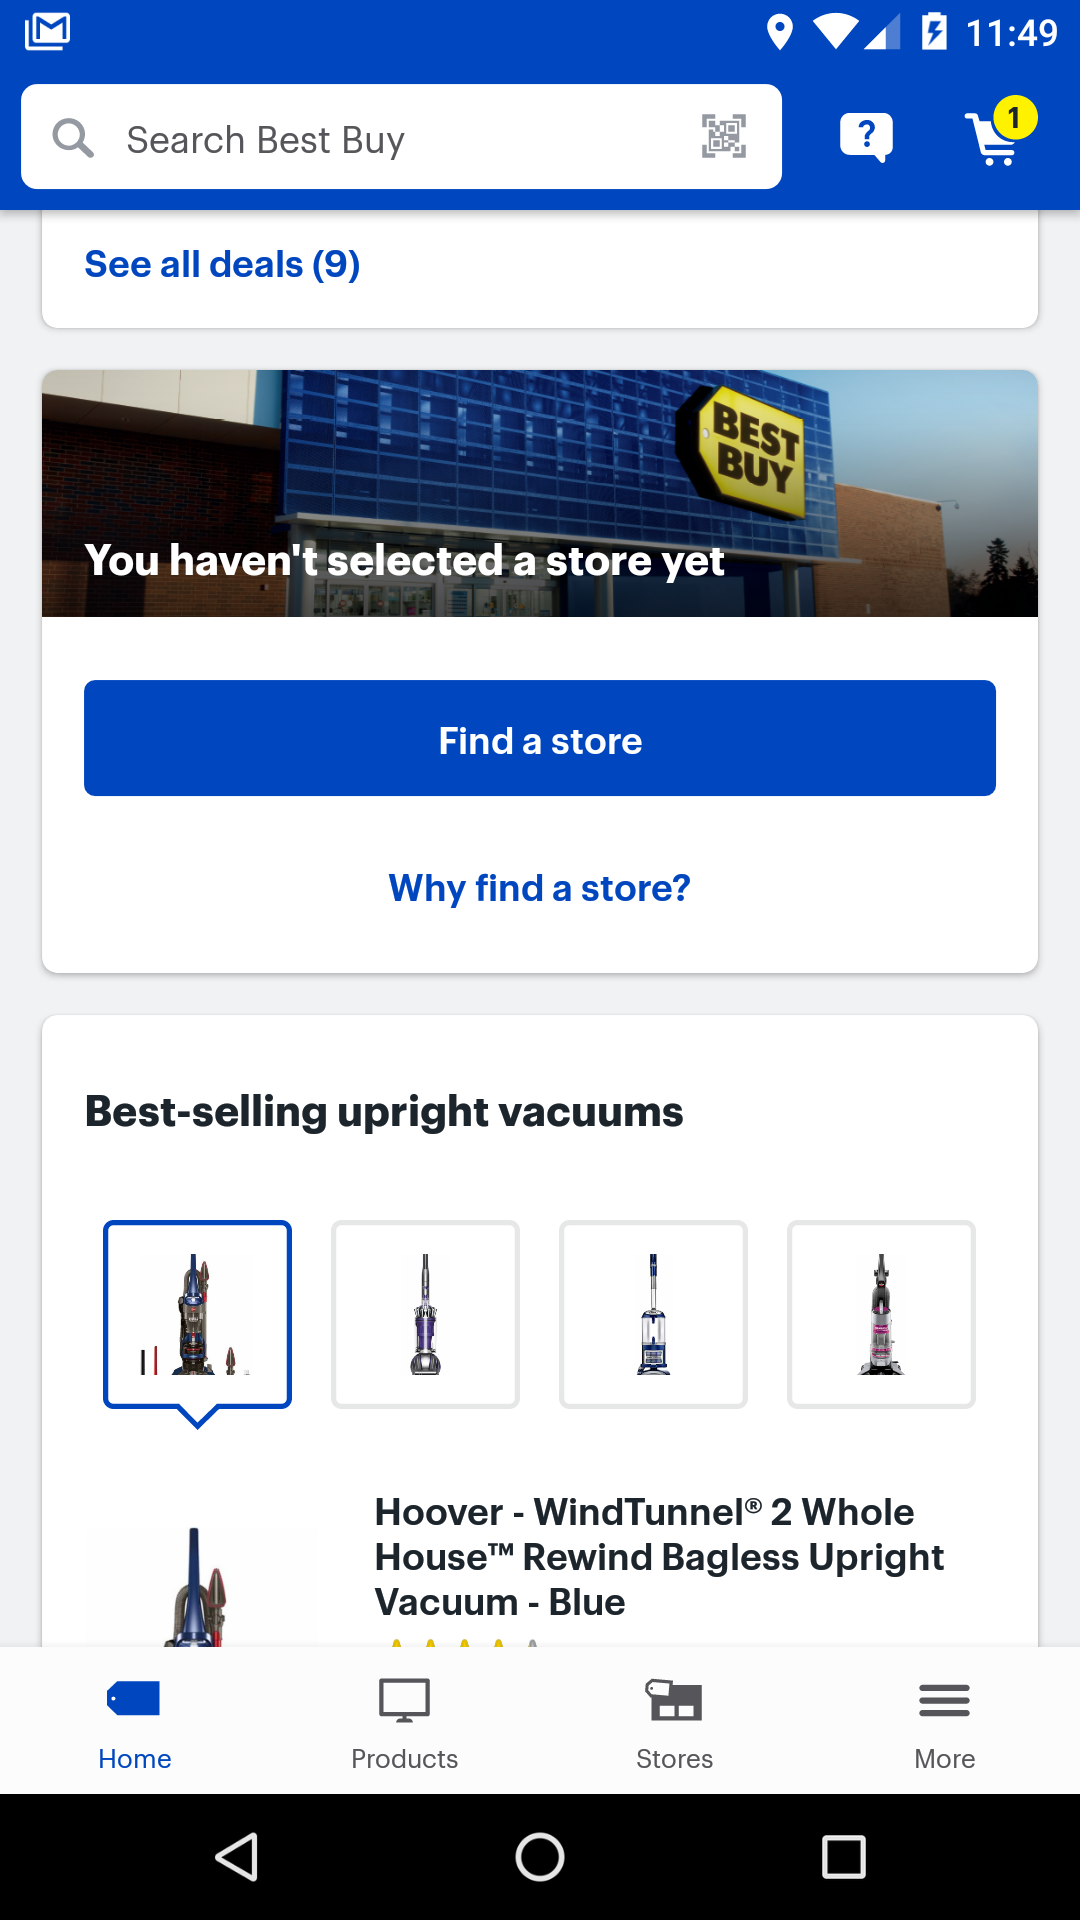 11:49
Search Best Buy
?
1
See all deals (9)
BEST
BUY
You haven't selected a store yet
Find a store
Why find a store?
Best-selling upright vacuums
Hoover - WindTunnel® 2 Whole
House™ Rewind Bagless Upright
Vacuum - Blue
Home
Products
Stores
More